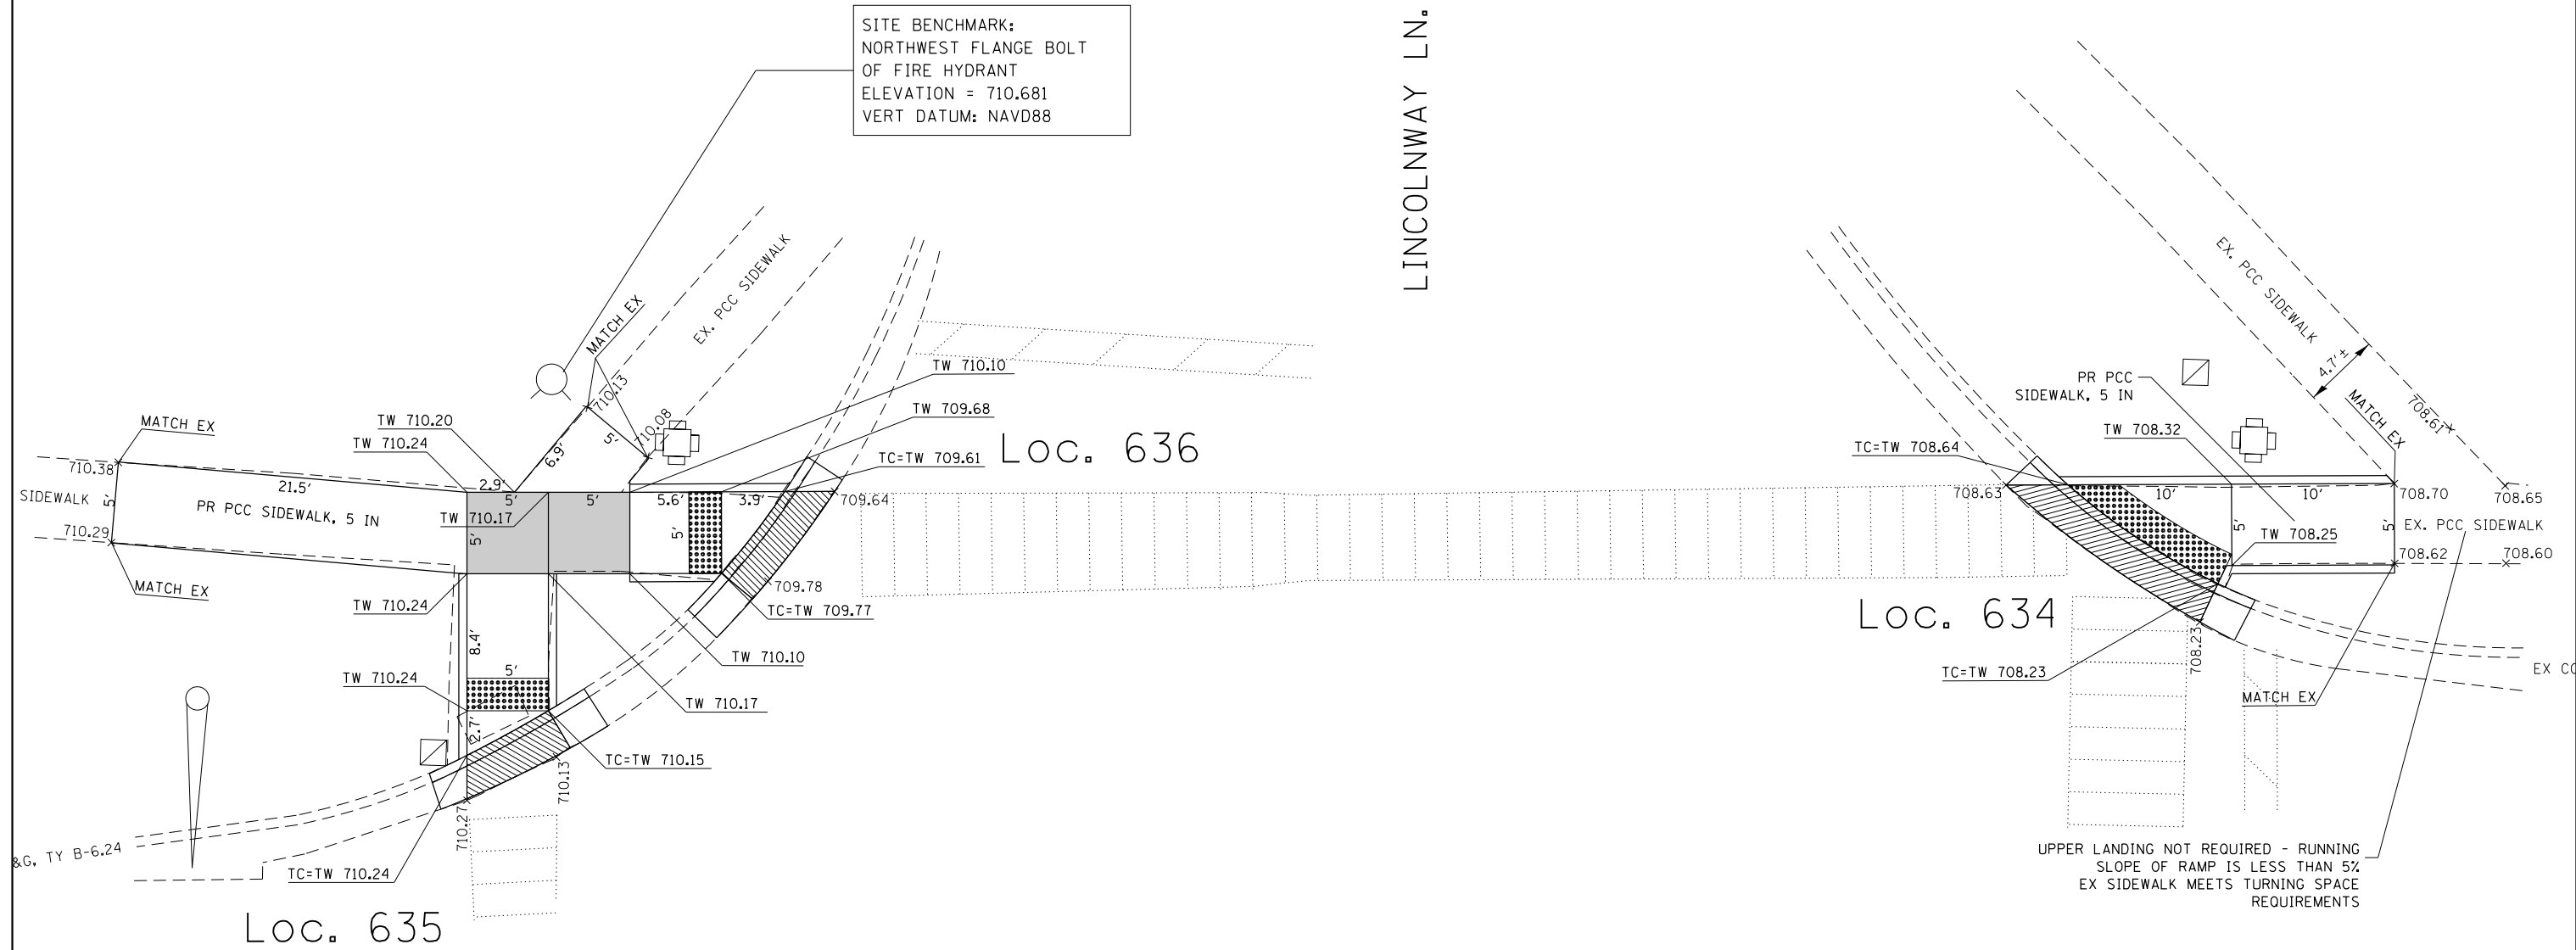 SITE BENCHMARK:
NORTHWEST FLANGE BOLT
OF FIRE HYDRANT
ELEVATION = 710.681
VERT DATUM: NAVD88
LINCOLNWAY LN.
MATCH EX
710.38
SIDEWALK
5'
710.29
MATCH EX
21.5'
PR PCC SIDEWALK, 5 IN
TW 710.20
TW 710.24
2.9'
5'
TW 710.17
5'
6.9'
MATCH EX
710.13
5'
710.08
EX. PCC SIDEWALK
5'
5.6'
5'
3.9'
TW 710.10
TW 709.68
TC=TW 709.61
709.64
Loc. 636
709.78
TC=TW 709.77
TW 710.10
TW 710.17
TW 710.24
8.4'
5'
TW 710.24
2.7'
TC=TW 710.15
710.13
710.27
TC=TW 710.24
&G, TY B-6.24
Loc. 635
EX. PCC SIDEWALK
4.7'±
MATCH EX
708.61
PR PCC
SIDEWALK, 5 IN
TW 708.32
TC=TW 708.64
708.63
10'
10'
708.70
708.65
5'
5'
EX. PCC SIDEWALK
TW 708.25
708.62
708.60
Loc. 634
TC=TW 708.23
708.23
MATCH EX
EX CO
UPPER LANDING NOT REQUIRED - RUNNING
SLOPE OF RAMP IS LESS THAN 5%
EX SIDEWALK MEETS TURNING SPACE
REQUIREMENTS